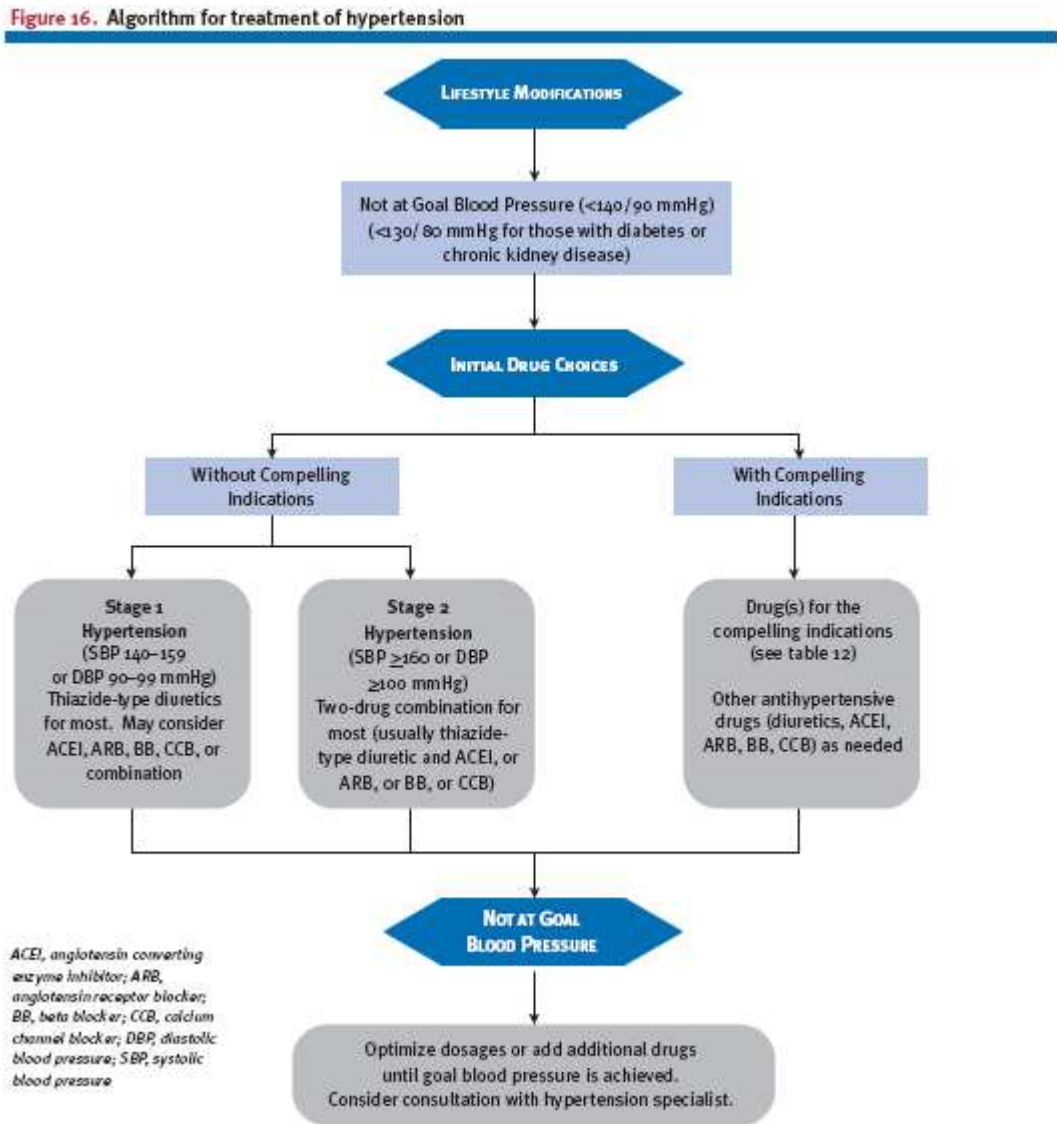 Figure 16. Algorithm for treatment of hypertension
LIFESTYLE MODIFICATIONS
Not at Goal Blood Pressure (<140/90 mmHg)
(<130/80 mmHg for those with diabetes or
chronic kidney disease)
INITIAL DRUG CHOICES
Without Compelling
Indications
With Compelling
Indications
Stage 1
Hypertension
(SBP 140–159
or DBP 90–99 mmHg)
Thiazide-type diuretics
for most. May consider
ACEI, ARB, BB, CCB, or
combination
Stage 2
Hypertension
(SBP ≥160 or DBP
≥100 mmHg)
Two-drug combination for
most (usually thiazide-
type diuretic and ACEI, or
ARB, or BB, or CCB)
Drug(s) for the
compelling indications
(see table 12)
Other antihypertensive
drugs (diuretics, ACEI,
ARB, BB, CCB) as needed
NOT AT GOAL
BLOOD PRESSURE
ACEI, angiotensin converting
enzyme inhibitor; ARB,
angiotensin receptor blocker;
BB, beta blocker; CCB, calcium
channel blocker; DBP, diastolic
blood pressure; SBP, systolic
blood pressure
Optimize dosages or add additional drugs
until goal blood pressure is achieved.
Consider consultation with hypertension specialist.